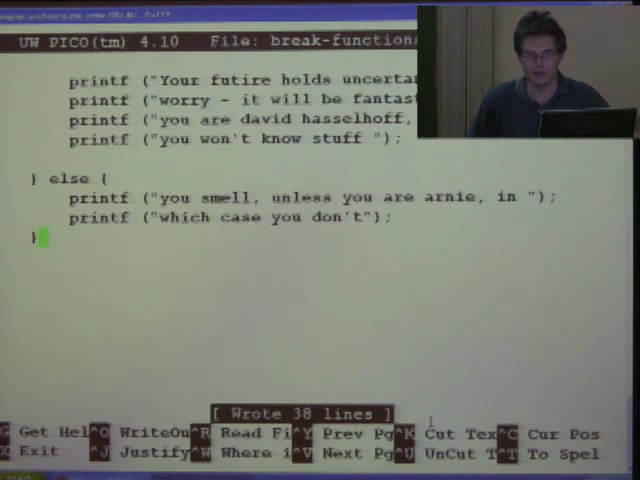 UW PICO(tm) 4.10 File: break-functiona
printf ("Your futire holds uncertan
printf ("worry - it will be fantast
printf ("you are david hasselhoff,
printf ("you won't know stuff ");
} else {
printf ("you smell, unless you are arnie, in ");
printf ("which case you don't");
}
[ Wrote 38 lines ]
G Get Hel^O WriteOu^R Read Fi^Y Prev Pg^K Cut Tex^C Cur Pos
X Exit ^J Justify^W Where i^V Next Pg^U UnCut T^T To Spel